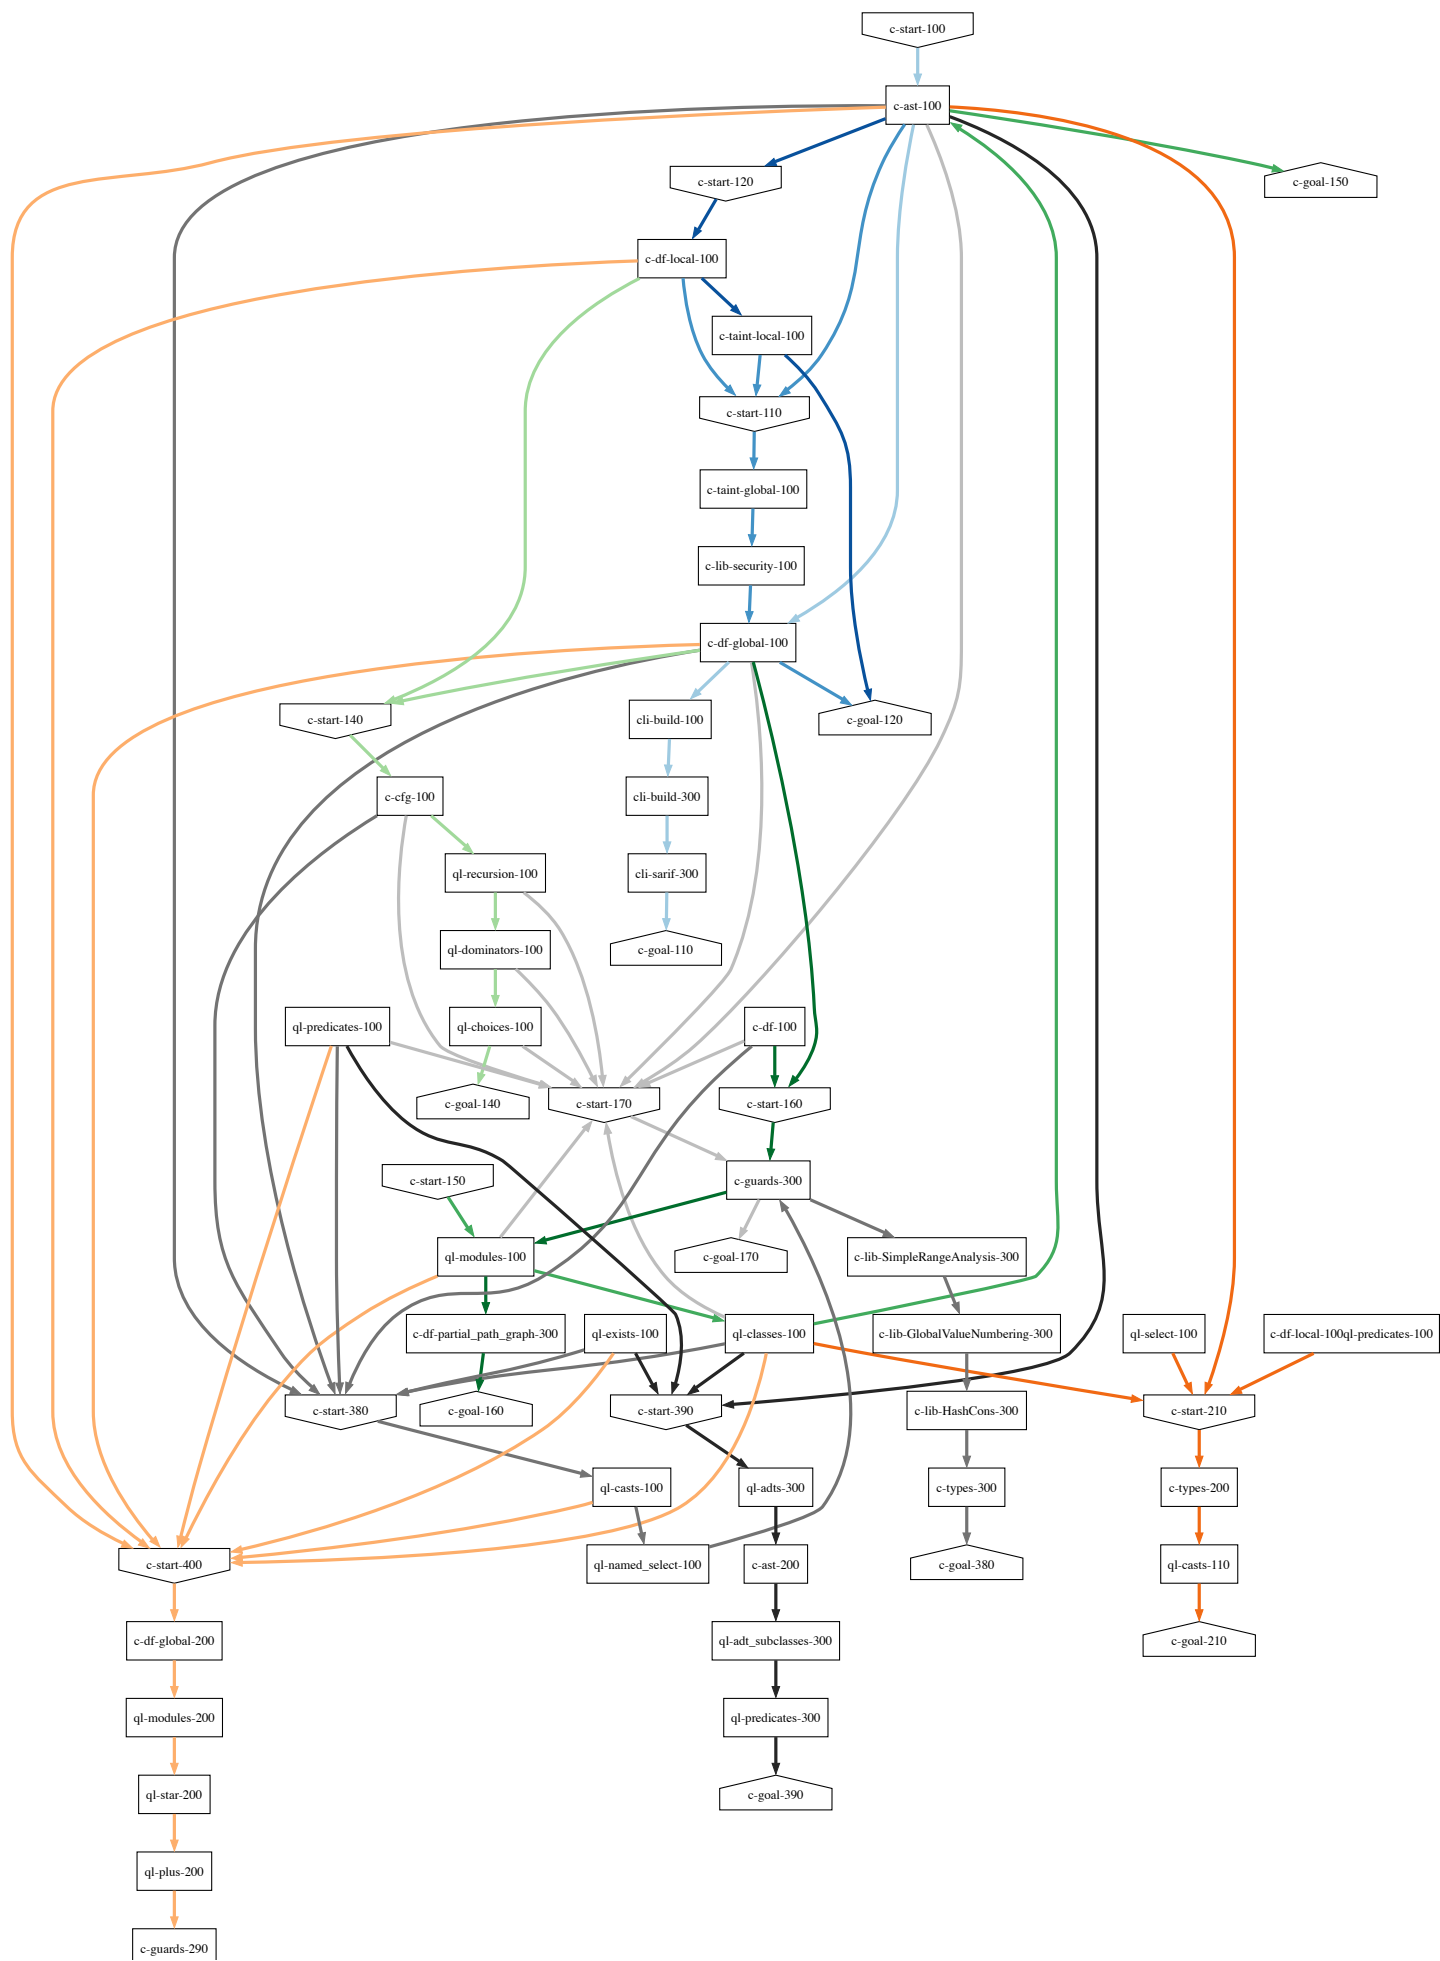 c-start-100
c-ast-100
c-start-120
c-goal-150
c-df-local-100
c-taint-local-100
c-start-110
c-taint-global-100
c-lib-security-100
c-df-global-100
c-start-140
cli-build-100
c-goal-120
c-cfg-100
cli-build-300
ql-recursion-100
cli-sarif-300
ql-dominators-100
c-goal-110
ql-predicates-100
ql-choices-100
c-df-100
c-goal-140
c-start-170
c-start-160
c-start-150
c-guards-300
ql-modules-100
c-goal-170
c-lib-SimpleRangeAnalysis-300
c-df-partial_path_graph-300
ql-exists-100
ql-classes-100
c-lib-GlobalValueNumbering-300
ql-select-100
c-df-local-100ql-predicates-100
c-start-380
c-goal-160
c-start-390
c-lib-HashCons-300
c-start-210
ql-casts-100
ql-adts-300
c-types-300
c-types-200
c-start-400
ql-named_select-100
c-ast-200
c-goal-380
ql-casts-110
c-df-global-200
ql-adt_subclasses-300
c-goal-210
ql-modules-200
ql-predicates-300
ql-star-200
c-goal-390
ql-plus-200
c-guards-290